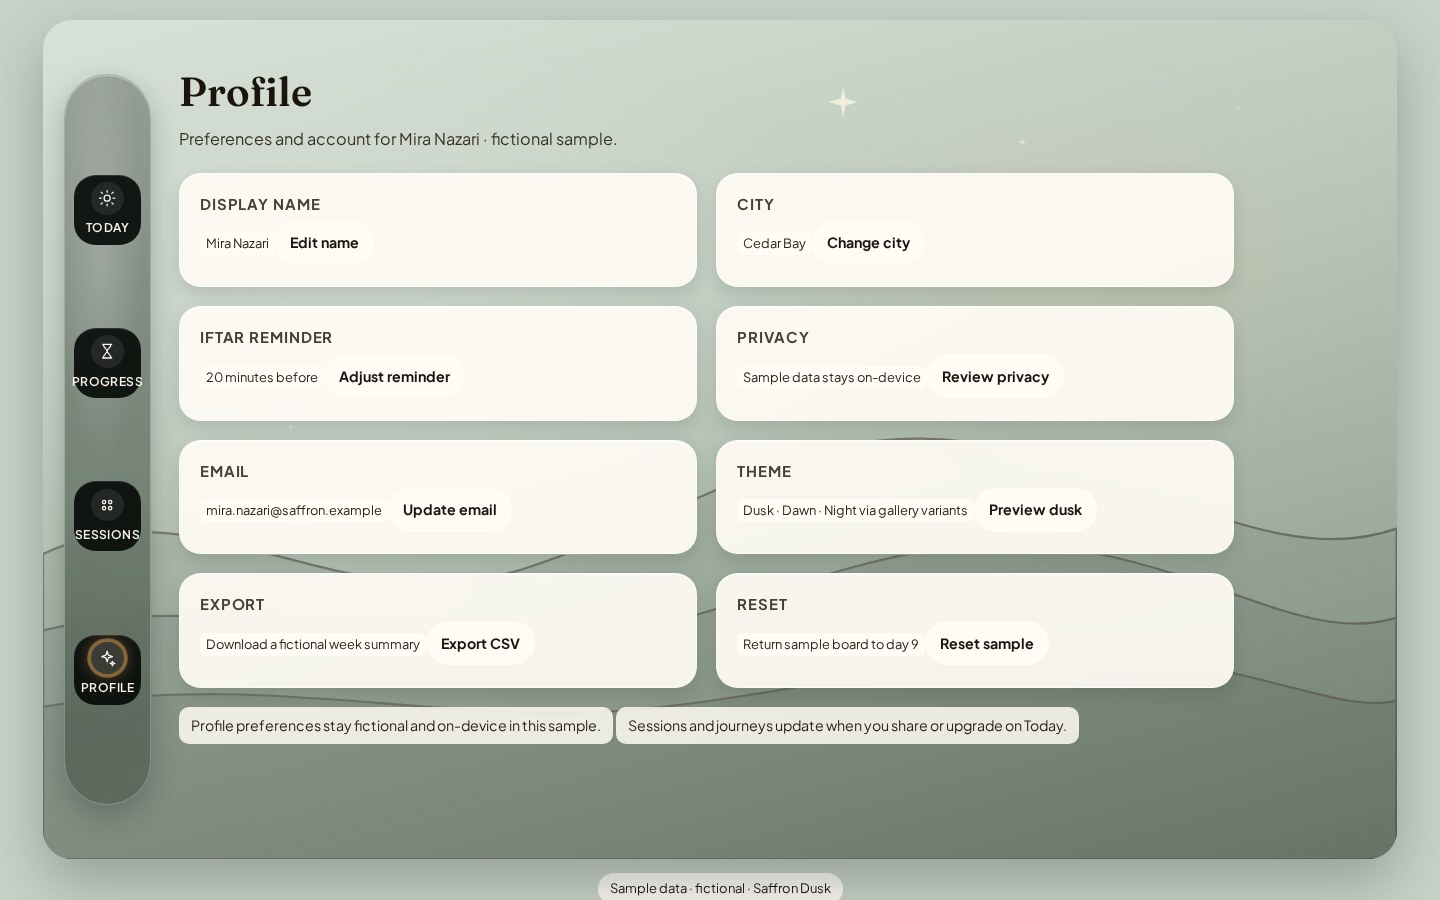 Profile
Preferences and account for Mira Nazari · fictional sample.
TODAY
PROGRESS
SESSIONS
PROFILE
DISPLAY NAME
Mira Nazari Edit name
CITY
Cedar Bay Change city
IFTAR REMINDER
20 minutes before Adjust reminder
PRIVACY
Sample data stays on-device Review privacy
EMAIL
mira.nazari@saffron.example Update email
THEME
Dusk · Dawn · Night via gallery variants Preview dusk
EXPORT
Download a fictional week summary Export CSV
RESET
Return sample board to day 9 Reset sample
Profile preferences stay fictional and on-device in this sample.
Sessions and journeys update when you share or upgrade on Today.
Sample data · fictional · Saffron Dusk